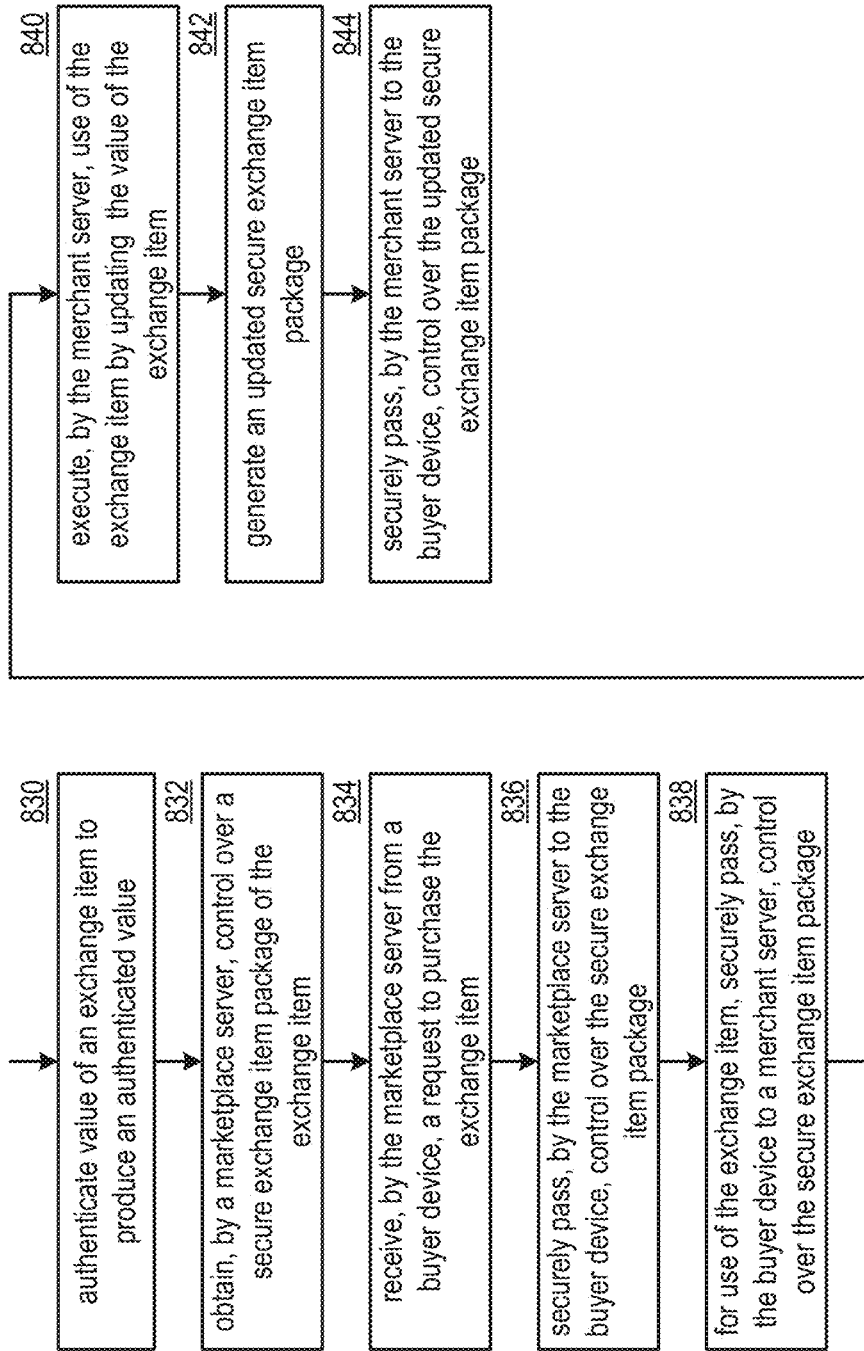 830
authenticate value of an exchange item to
produce an authenticated value
832
obtain, by a marketplace server, control over a
secure exchange item package of the
exchange item
834
receive, by the marketplace server from a
buyer device, a request to purchase the
exchange item
836
securely pass, by the marketplace server to the
buyer device, control over the secure exchange
item package
838
for use of the exchange item, securely pass, by
the buyer device to a merchant server, control
over the secure exchange item package
840
execute, by the merchant server, use of the
exchange item by updating the value of the
exchange item
842
generate an updated secure exchange item
package
844
securely pass, by the merchant server to the
buyer device, control over the updated secure
exchange item package